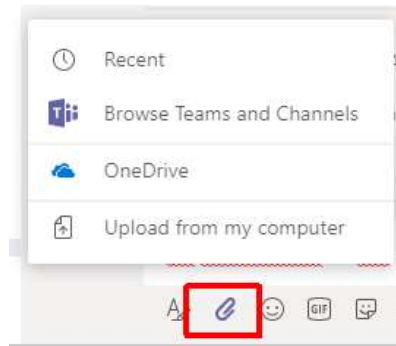 Recent
Browse Teams and Channels
OneDrive
Upload from my computer
GIF